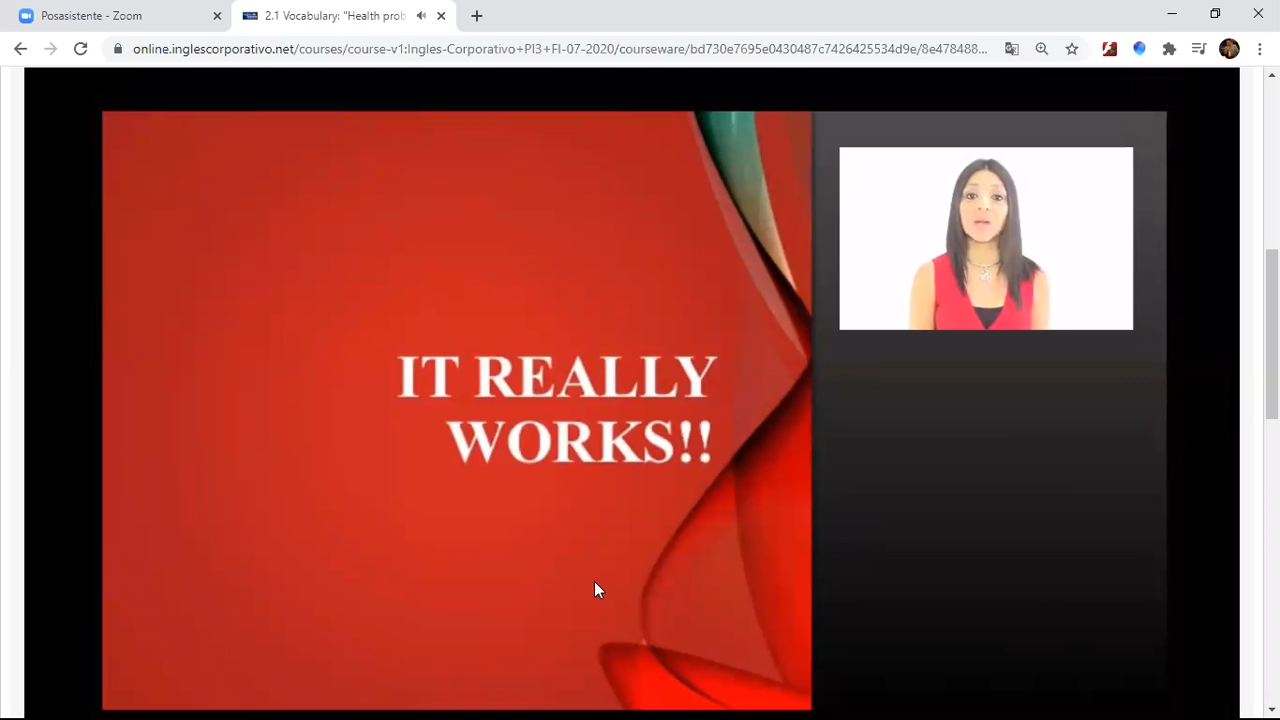 Posasistente - Zoom
2.1 Vocabulary: "Health prob
online.inglescorporativo.net/courses/course-v1:Ingles-Corporativo+PI3+FI-07-2020/courseware/bd730e7695e0430487c7426425534d9e/8e478488...
IT REALLY
WORKS!!